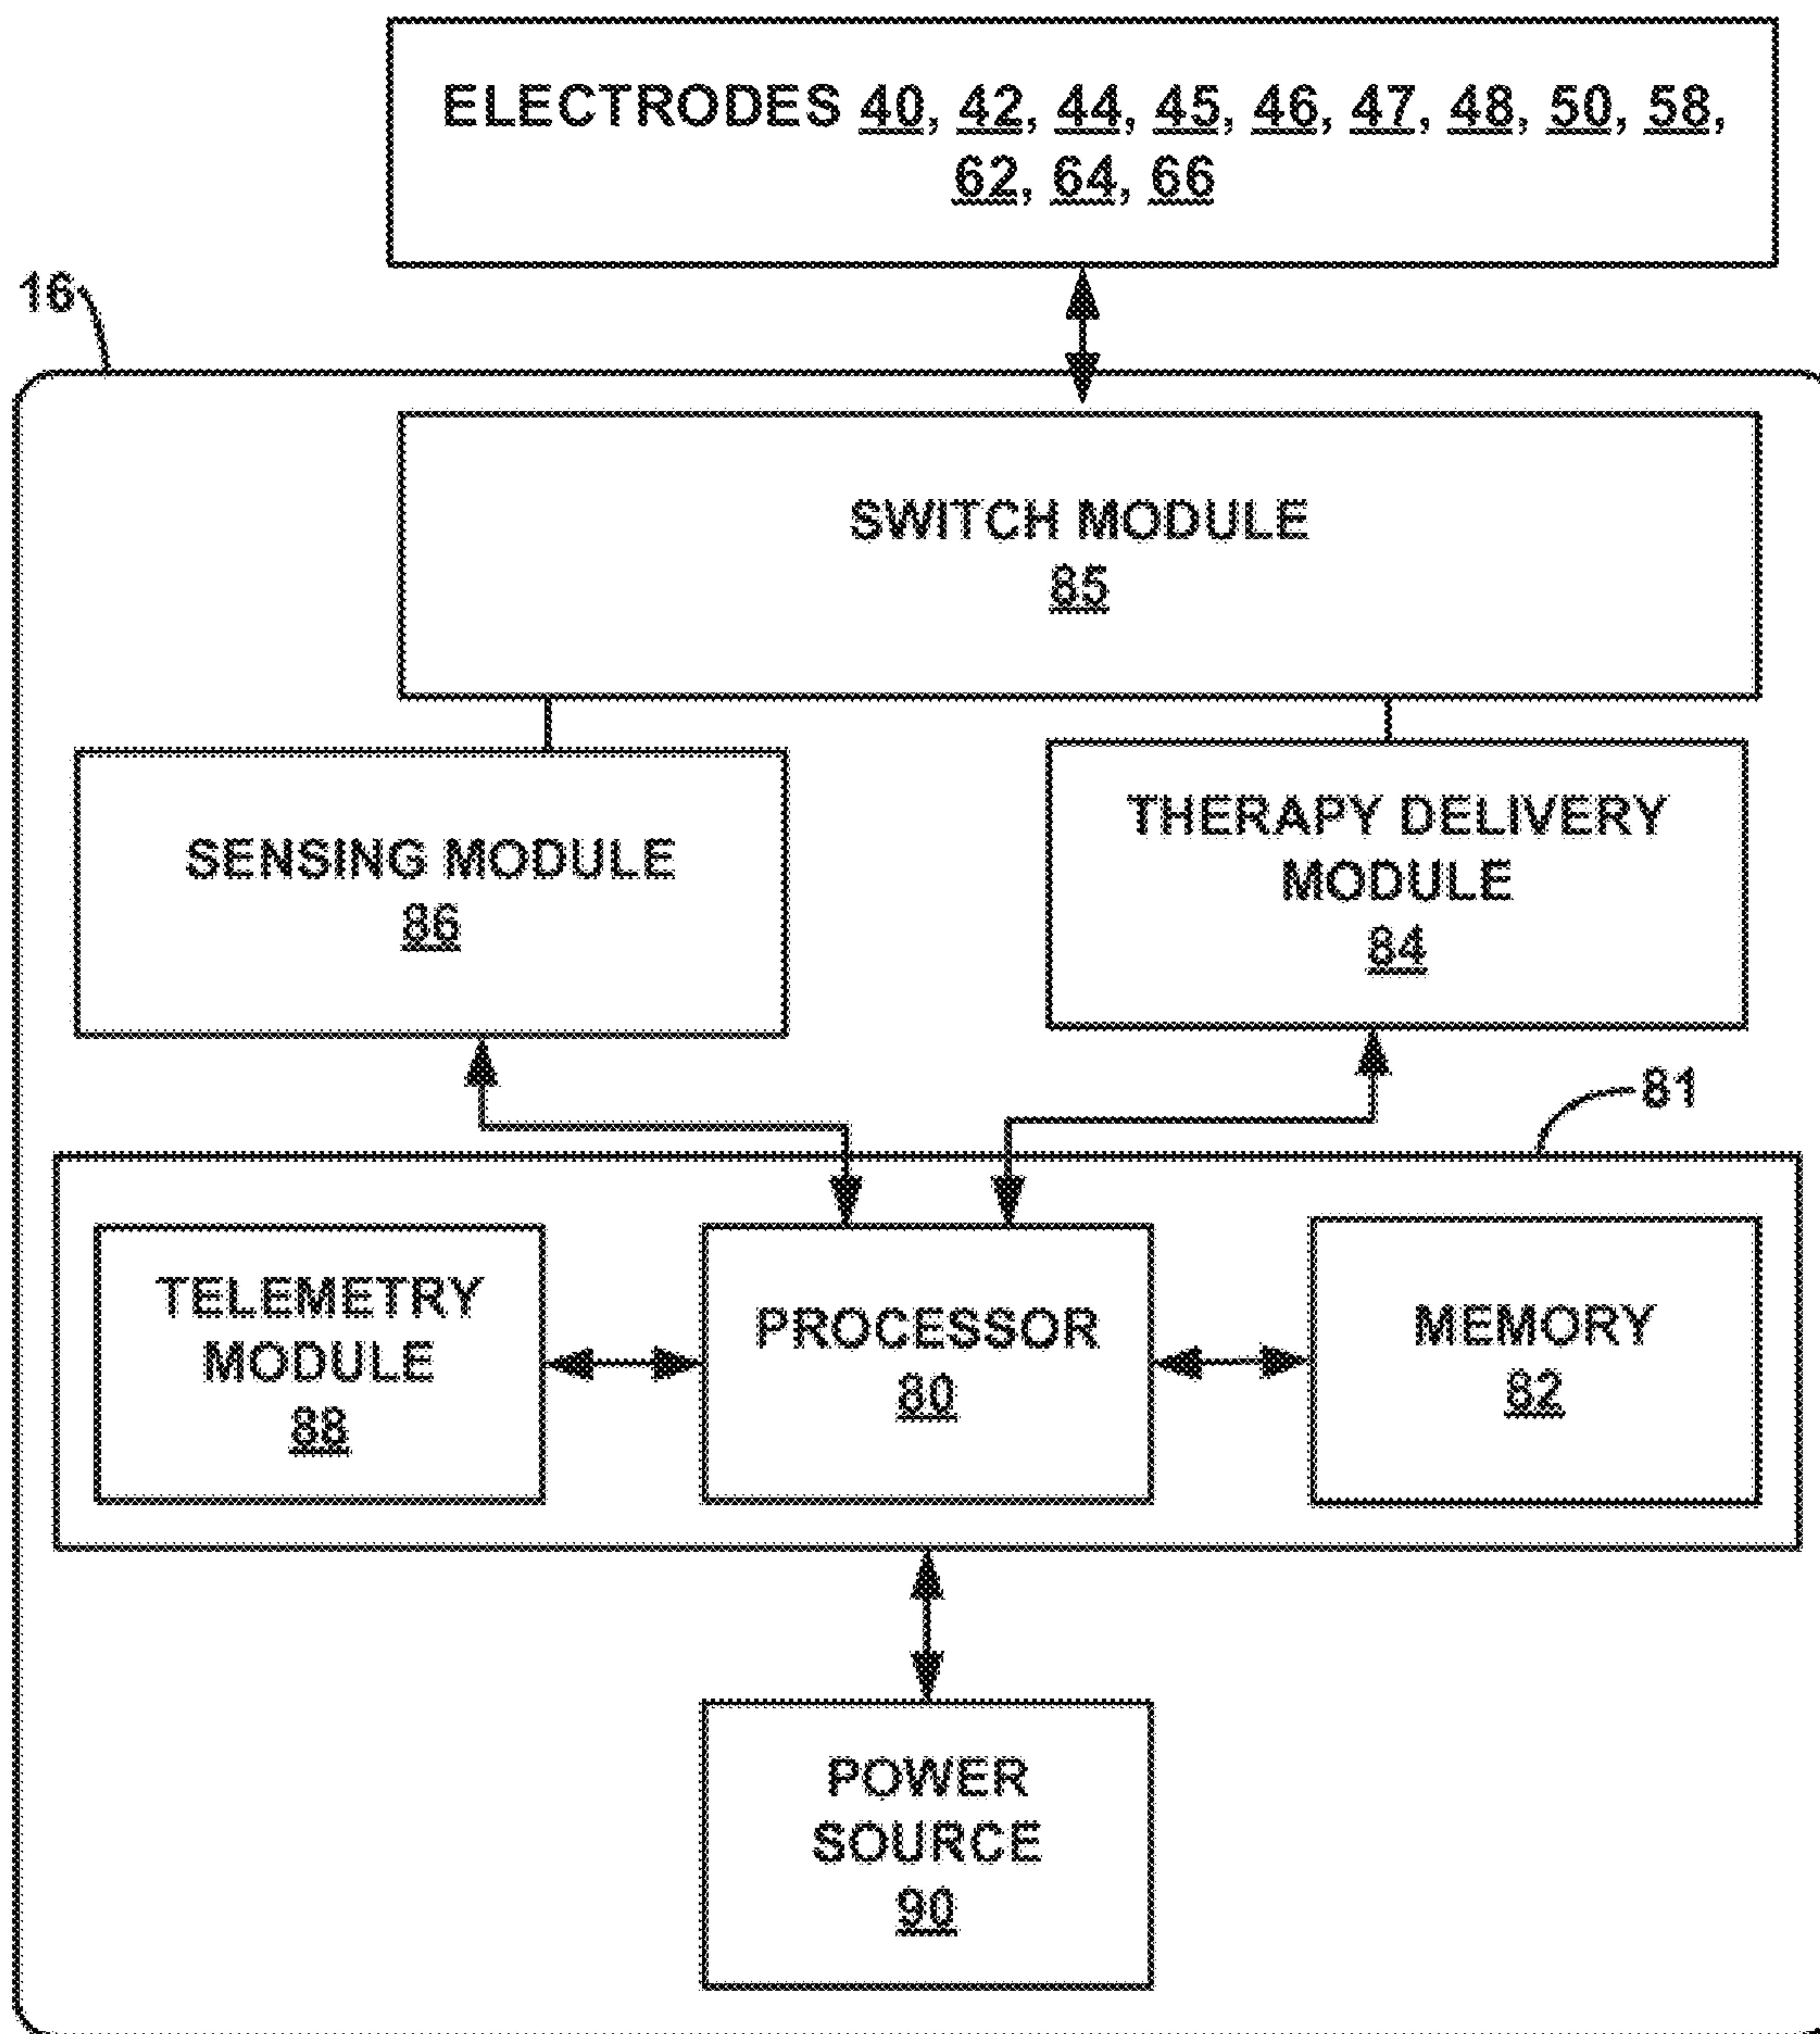 ELECTRODES 40, 42, 44, 45, 46, 47, 48, 50, 58,
62, 64, 66
16
SWITCH MODULE
85
SENSING MODULE
86
THERAPY DELIVERY
MODULE
84
81
TELEMETRY
MODULE
88
PROCESSOR
80
MEMORY
82
POWER
SOURCE
90